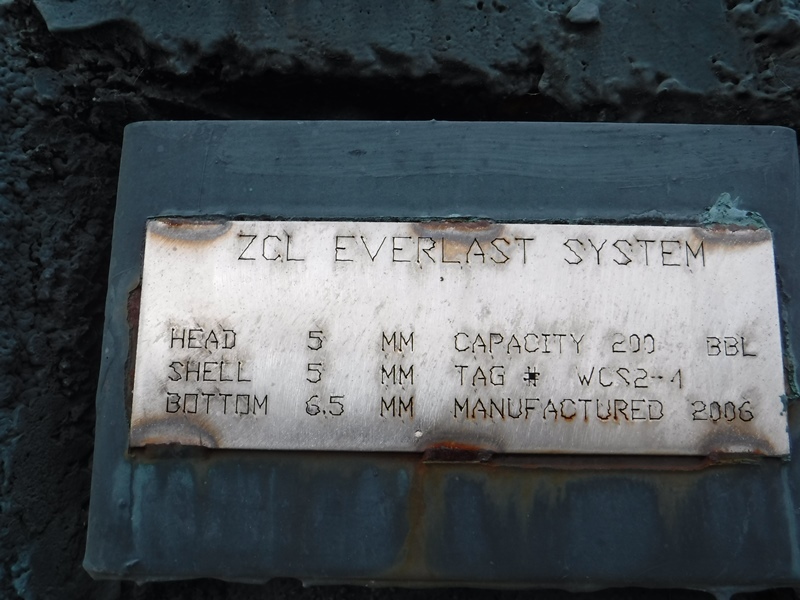 ZCL EVERLAST SYSTEM
HEAD 5 MM CAPACITY 200 BBL
SHELL 5 MM TAG # WCS2-1
BOTTOM 6.5 MM MANUFACTURED 2006